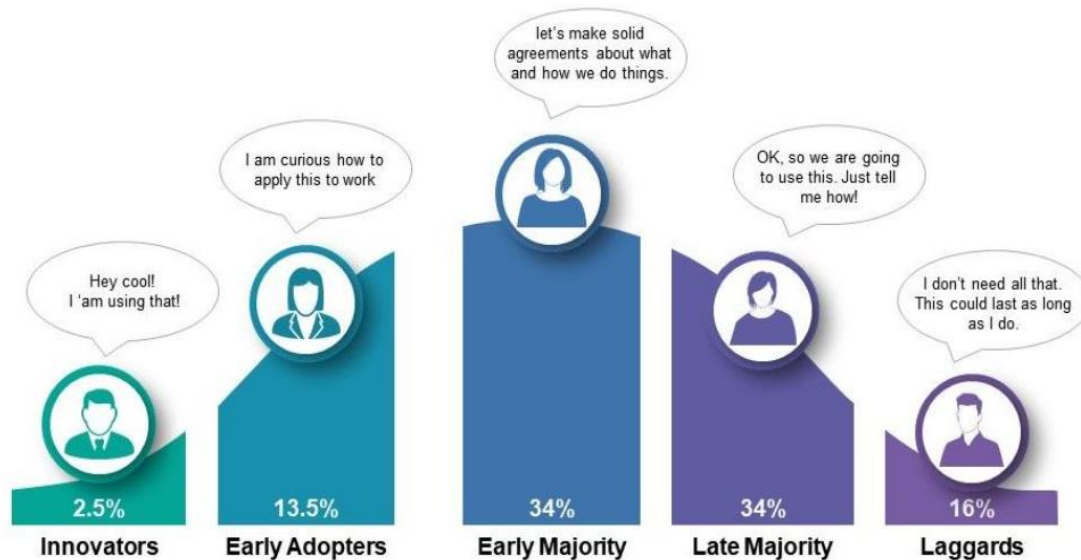 Hey cool!
I 'am using that!
I am curious how to
apply this to work
let's make solid
agreements about what
and how we do things.
OK, so we are going
to use this. Just tell
me how!
I don't need all that.
This could last as long
as I do.
2.5%
13.5%
34%
34%
16%
Innovators
Early Adopters
Early Majority
Late Majority
Laggards